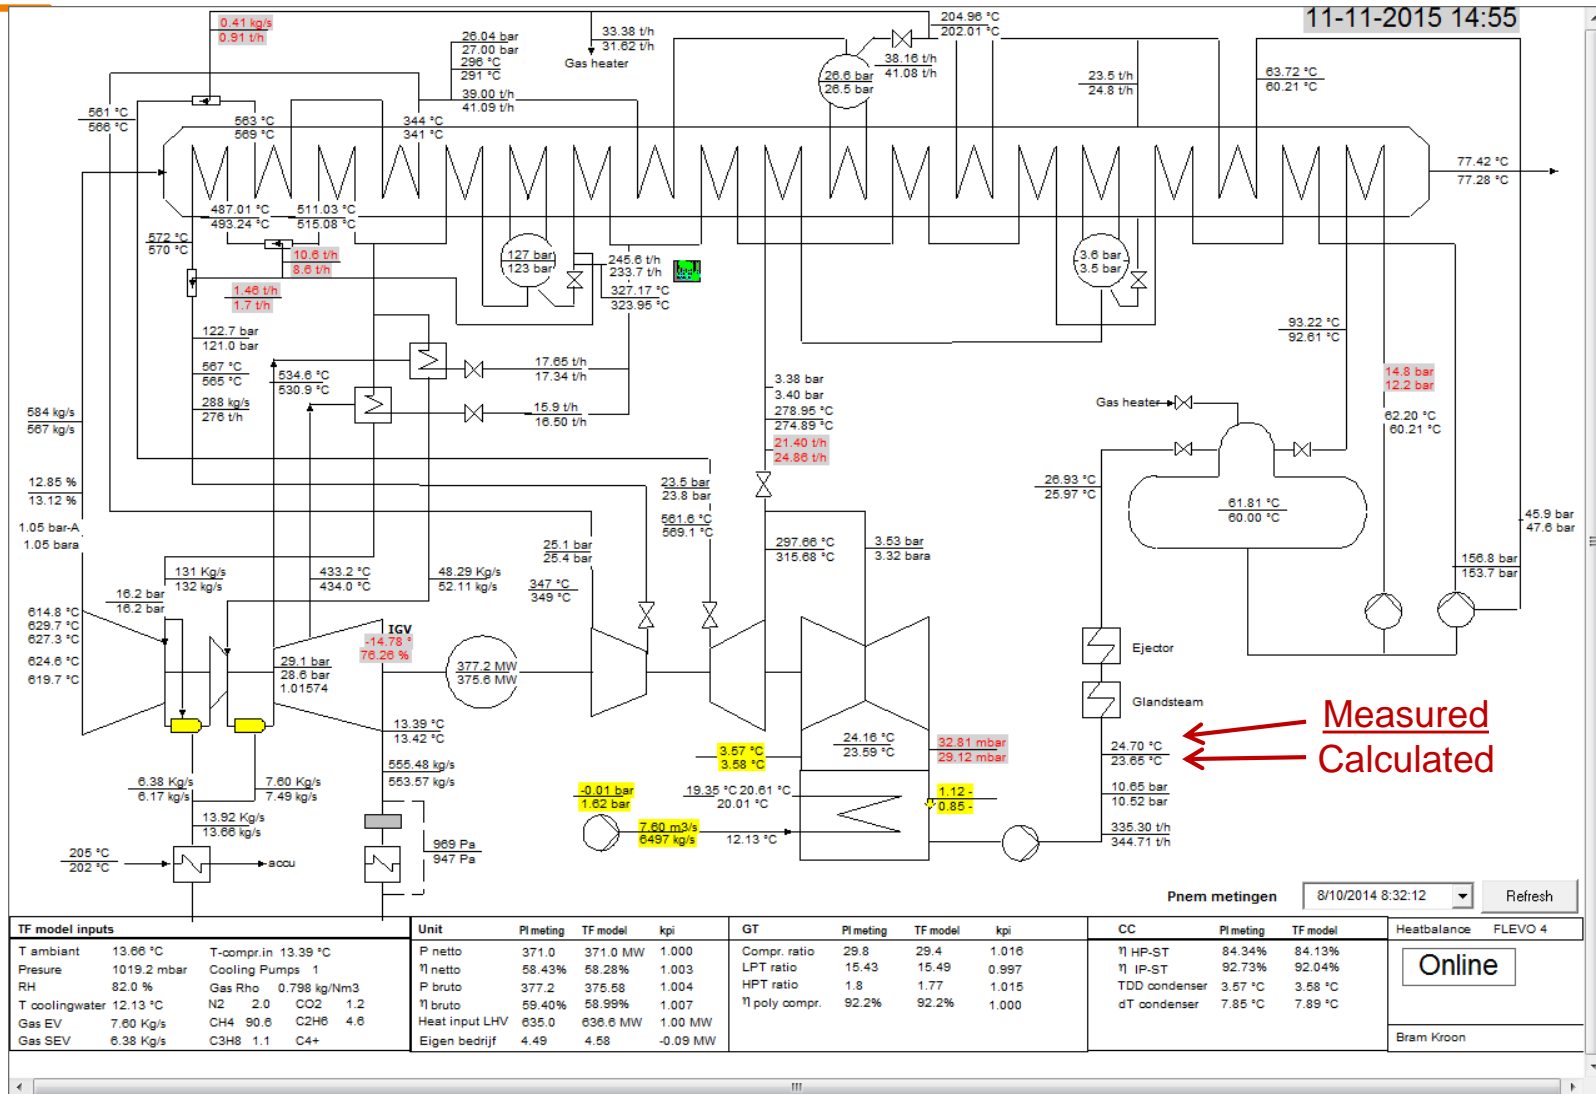 11-11-2015 14:55
0.41 kg/s
0.91 t/h
26.04 bar
27.00 bar
296 °C
291 °C
39.00 t/h
41.09 t/h
33.38 t/h
31.62 t/h
Gas heater
204.96 °C
202.01 °C
38.16 t/h
41.08 t/h
26.6 bar
26.5 bar
23.5 t/h
24.8 t/h
63.72 °C
60.21 °C
561 °C
566 °C
563 °C
569 °C
344 °C
341 °C
77.42 °C
77.28 °C
487.01 °C
493.24 °C
511.03 °C
515.08 °C
572 °C
570 °C
10.6 t/h
8.6 t/h
1.46 t/h
1.7 t/h
127 bar
123 bar
245.6 t/h
233.7 t/h
327.17 °C
323.95 °C
3.6 bar
3.5 bar
93.22 °C
92.61 °C
122.7 bar
121.0 bar
567 °C
565 °C
288 kg/s
276 t/h
534.6 °C
530.9 °C
17.65 t/h
17.34 t/h
15.9 t/h
16.50 t/h
3.38 bar
3.40 bar
278.95 °C
274.89 °C
21.40 t/h
24.86 t/h
14.8 bar
12.2 bar
62.20 °C
60.21 °C
Gas heater
584 kg/s
567 kg/s
12.85 %
13.12 %
1.05 bar-A
1.05 bara
23.5 bar
23.8 bar
561.6 °C
569.1 °C
26.93 °C
25.97 °C
61.81 °C
60.00 °C
45.9 bar
47.6 bar
156.8 bar
153.7 bar
25.1 bar
25.4 bar
347 °C
349 °C
297.66 °C
315.68 °C
3.53 bar
3.32 bara
131 Kg/s
132 kg/s
433.2 °C
434.0 °C
48.29 Kg/s
52.11 kg/s
16.2 bar
16.2 bar
614.8 °C
629.7 °C
627.3 °C
624.6 °C
619.7 °C
IGV
-14.78 °
76.26 %
29.1 bar
28.6 bar
1.01574
377.2 MW
375.6 MW
Ejector
Glandsteam
Measured
Calculated
24.70 °C
23.65 °C
10.65 bar
10.52 bar
335.30 t/h
344.71 t/h
13.39 °C
13.42 °C
555.48 kg/s
553.57 kg/s
24.16 °C
23.59 °C
3.57 °C
3.58 °C
32.81 mbar
29.12 mbar
1.12 -
0.85 -
-0.01 bar
1.62 bar
19.35 °C 20.61 °C
20.01 °C
7.60 m3/s
6497 kg/s
12.13 °C
6.38 Kg/s
6.17 kg/s
7.60 Kg/s
7.49 kg/s
13.92 Kg/s
13.66 kg/s
969 Pa
947 Pa
205 °C
202 °C
accu
Pnem metingen 8/10/2014 8:32:12 Refresh
TF model inputs
T ambiant 13.66 °C T-compr.in 13.39 °C
Presure 1019.2 mbar Cooling Pumps 1
RH 82.0 % Gas Rho 0.798 kg/Nm3
T coolingwater 12.13 °C N2 2.0 CO2 1.2
Gas EV 7.60 Kg/s CH4 90.6 C2H6 4.6
Gas SEV 6.38 Kg/s C3H8 1.1 C4+
Unit PI meting TF model kpi
P netto 371.0 371.0 MW 1.000
η netto 58.43% 58.28% 1.003
P bruto 377.2 375.58 1.004
η bruto 59.40% 58.99% 1.007
Heat input LHV 635.0 636.6 MW 1.00 MW
Eigen bedrijf 4.49 4.58 -0.09 MW
GT PI meting TF model kpi
Compr. ratio 29.8 29.4 1.016
LPT ratio 15.43 15.49 0.997
HPT ratio 1.8 1.77 1.015
η poly compr. 92.2% 92.2% 1.000
CC PI meting TF model
η HP-ST 84.34% 84.13%
η IP-ST 92.73% 92.04%
TDD condenser 3.57 °C 3.58 °C
dT condenser 7.85 °C 7.89 °C
Heatbalance FLEVO 4
Online
Bram Kroon